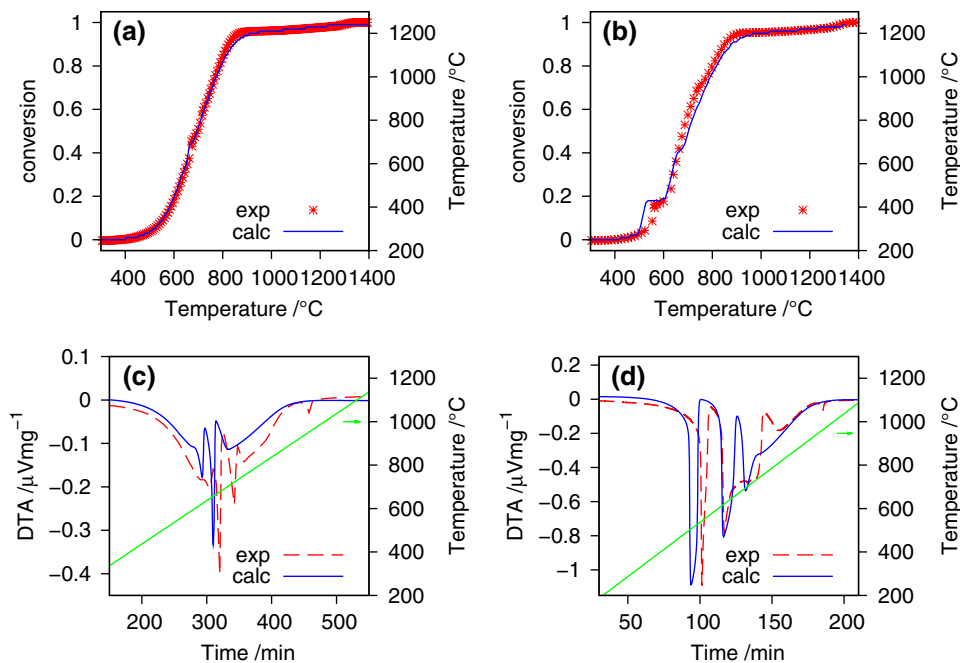 (a)
conversion
1
0.8
0.6
0.4
0.2
0
1200
1000
800
600
400
200
Temperature /°C
exp
calc
400 600 800 1000 1200 1400
Temperature /°C
(b)
1
0.8
0.6
0.4
0.2
0
1200
1000
800
600
400
200
Temperature /°C
exp
calc
400 600 800 1000 1200 1400
Temperature /°C
(c)
DTA /μVmg−1
0.1
0
−0.1
−0.2
−0.3
−0.4
1200
1000
800
600
400
200
Temperature /°C
exp
calc
200 300 400 500
Time /min
(d)
DTA /μVmg−1
0.2
0
−0.2
−0.4
−0.6
−0.8
−1
1200
1000
800
600
400
200
Temperature /°C
exp
calc
50 100 150 200
Time /min